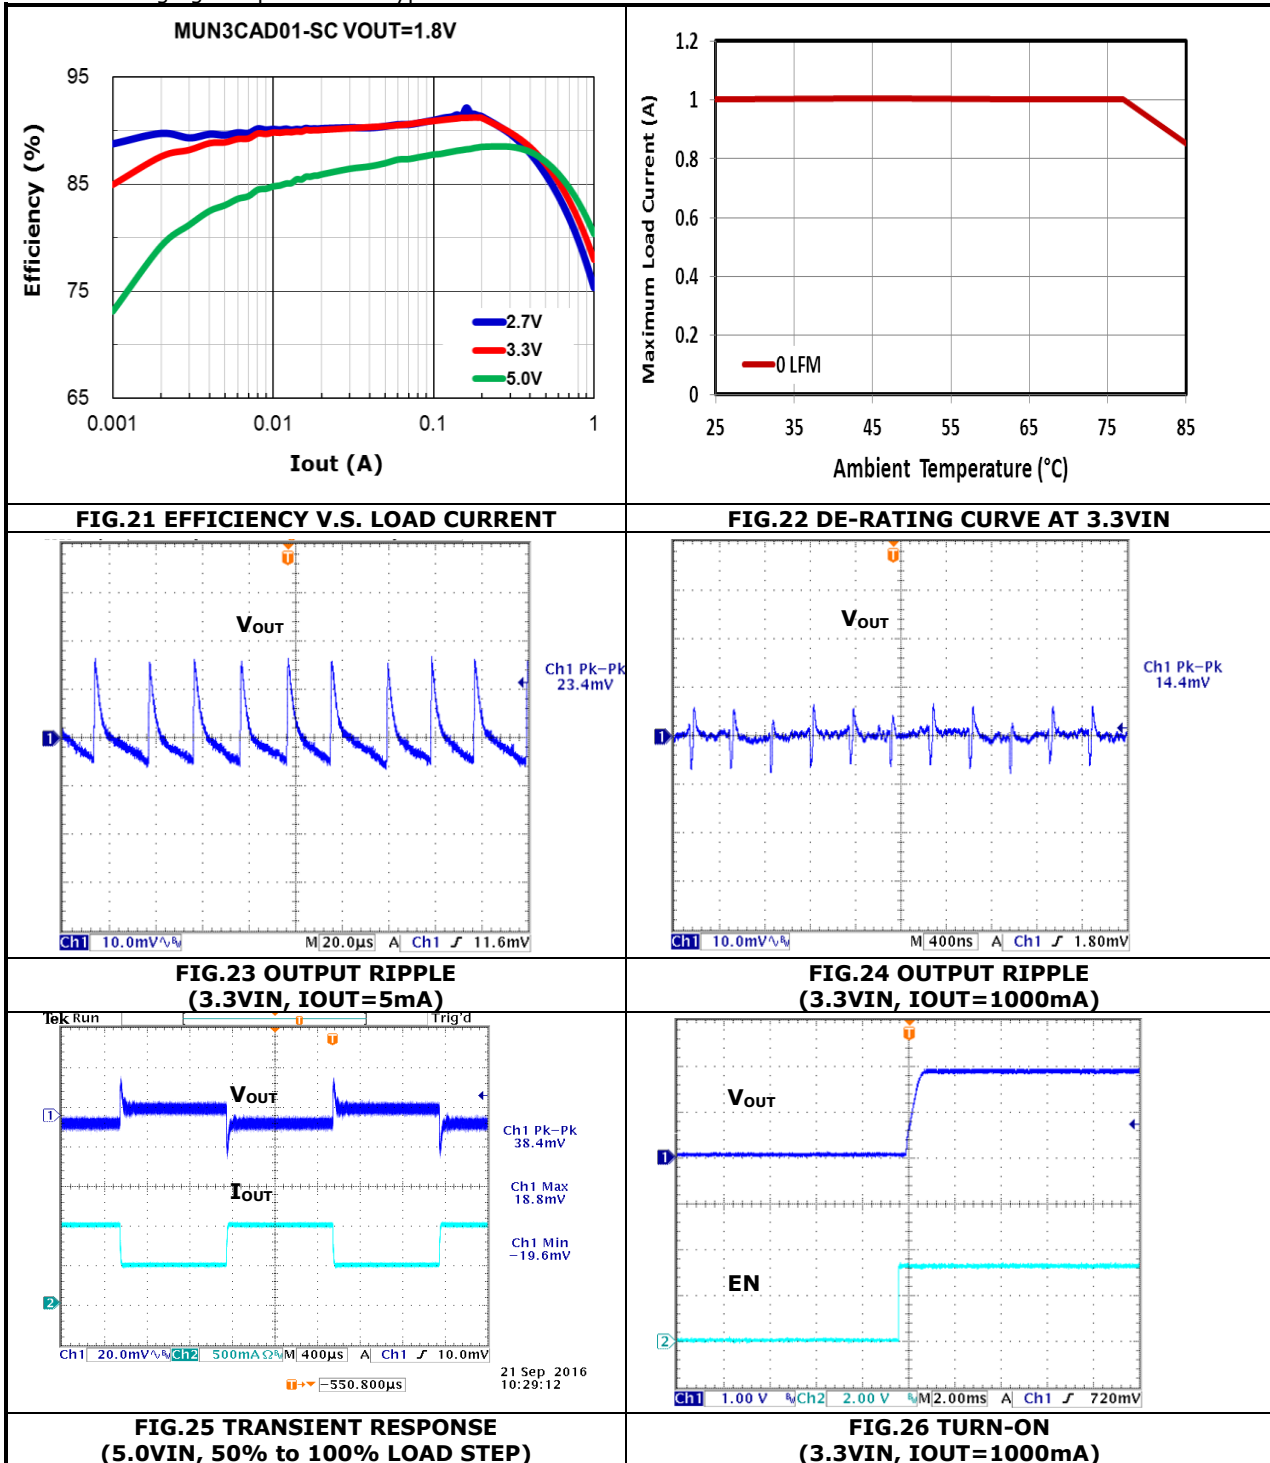 MUN3CAD01-SC VOUT=1.8V
Efficiency (%)
95
85
75
65
2.7V
3.3V
5.0V
0.001 0.01 0.1 1
Iout (A)
Maximum Load Current (A)
1.2
1
0.8
0.6
0.4
0.2
0
0 LFM
25 35 45 55 65 75 85
Ambient Temperature (°C)
FIG.21 EFFICIENCY V.S. LOAD CURRENT
FIG.22 DE-RATING CURVE AT 3.3VIN
T
VOUT
1
Ch1 Pk-Pk
23.4mV
Ch1 10.0mV M 20.0µs A Ch1 11.6mV
T
VOUT
1
Ch1 Pk-Pk
14.4mV
Ch1 10.0mV M 400ns A Ch1 1.80mV
FIG.23 OUTPUT RIPPLE
(3.3VIN, IOUT=5mA)
FIG.24 OUTPUT RIPPLE
(3.3VIN, IOUT=1000mA)
Tek Run Trig'd
T
T
VOUT
1
Ch1 Pk-Pk
38.4mV
Ch1 Max
18.8mV
IOUT
Ch1 Min
-19.6mV
2
Ch1 20.0mV Ch2 500mAΩ M 400µs A Ch1 10.0mV
T -550.800µs
21 Sep 2016
10:29:12
T
VOUT
1
EN
2
Ch1 1.00 V Ch2 2.00 V M 2.00ms A Ch1 720mV
FIG.25 TRANSIENT RESPONSE
(5.0VIN, 50% to 100% LOAD STEP)
FIG.26 TURN-ON
(3.3VIN, IOUT=1000mA)